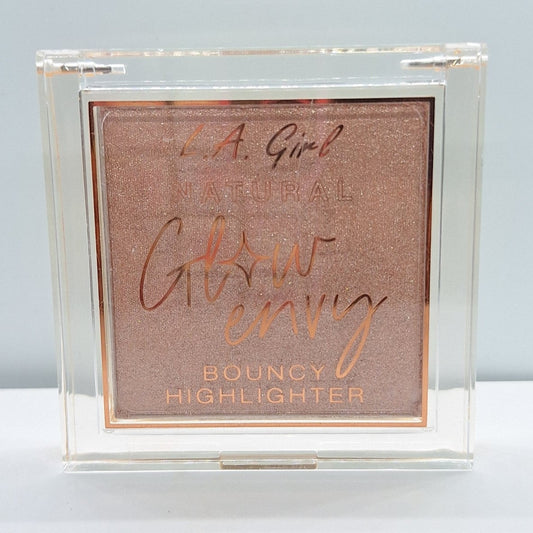 L.A. Girl
NATURAL
Glow
envy
BOUNCY
HIGHLIGHTER